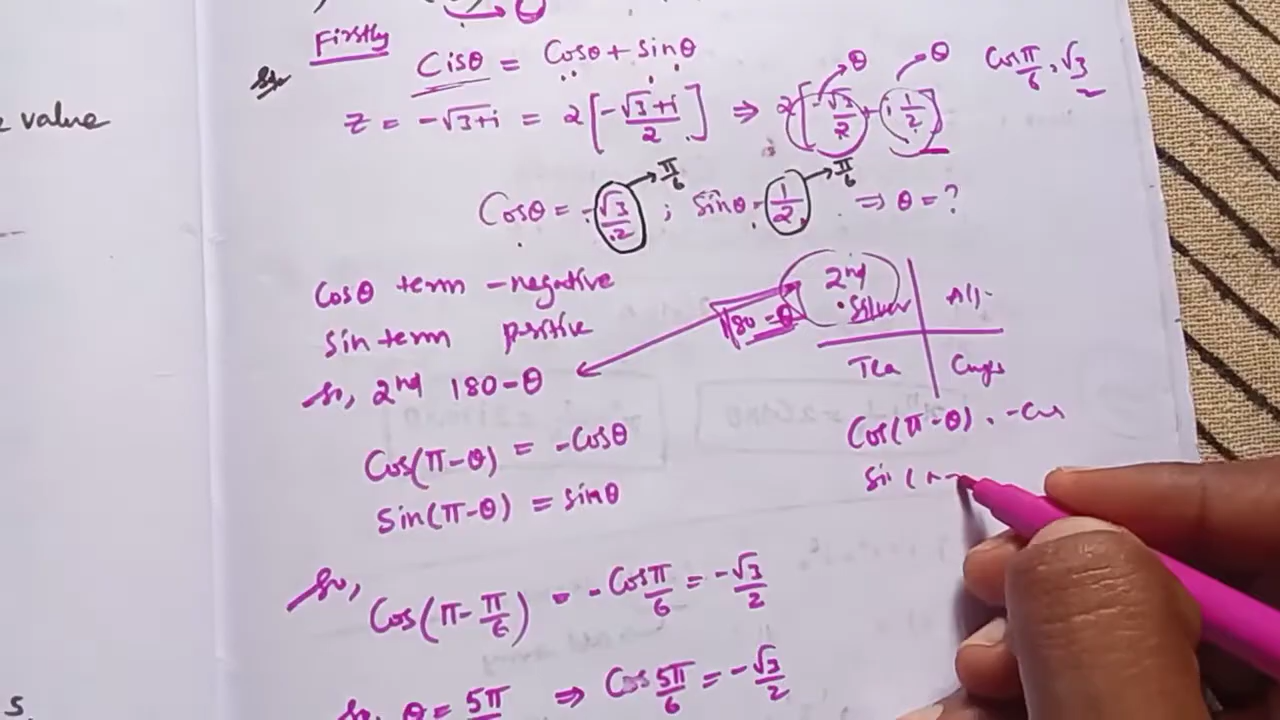 Firstly
Cisθ = Cosθ + sinθ
Cos π/6 . √3
z = -√3+i = 2[(-√3+i)/2] ⇒ 2[-√3/2 + i 1/2]
θ θ
value
π/6 π/6
Cosθ = -√3/2 ; sinθ = 1/2 ⇒ θ = ?
Cosθ term - negative
sin term positive
2nd
Silver
All
180-θ
Tea
Cups
so, 2nd 180-θ
Cos(π-θ) = -Cosθ
Cos(π-θ) . -Cos
Sin(π-θ) = sinθ
Sin (π-
so,
Cos(π-π/6) = -Cos π/6 = -√3/2
so, θ = 5π ⇒ Cos 5π/6 = -√3/2
s.